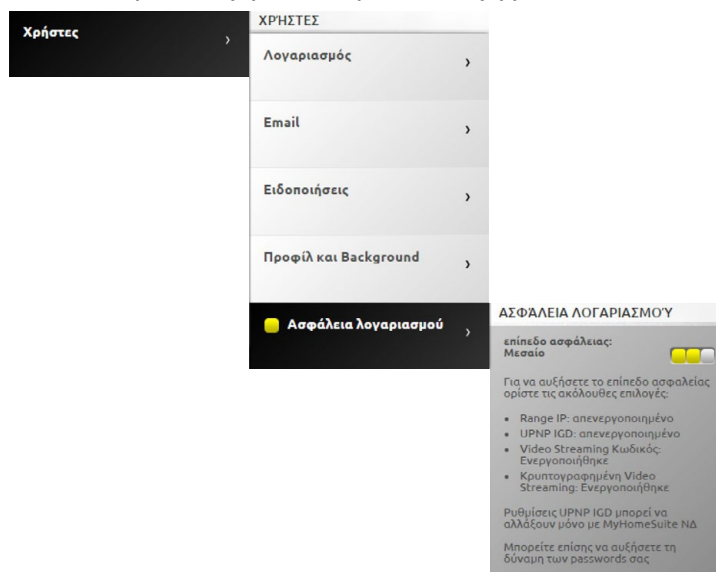 Χρήστες
ΧΡΉΣΤΕΣ
Λογαριασμός
Email
Ειδοποιήσεις
Προφίλ και Background
Ασφάλεια λογαριασμού
ΑΣΦΆΛΕΙΑ ΛΟΓΑΡΙΑΣΜΟΎ
επίπεδο ασφάλειας:
Μεσαίο
Για να αυξήσετε το επίπεδο ασφαλείας
ορίστε τις ακόλουθες επιλογές:
▪ Range IP: απενεργοποιημένο
▪ UPNP IGD: απενεργοποιημένο
▪ Video Streaming Κωδικός:
Ενεργοποιήθηκε
▪ Κρυπτογραφημένη Video
Streaming: Ενεργοποιήθηκε
Ρυθμίσεις UPNP IGD μπορεί να
αλλάξουν μόνο με MyHomeSuite ΝΔ
Μπορείτε επίσης να αυξήσετε τη
δύναμη των passwords σας